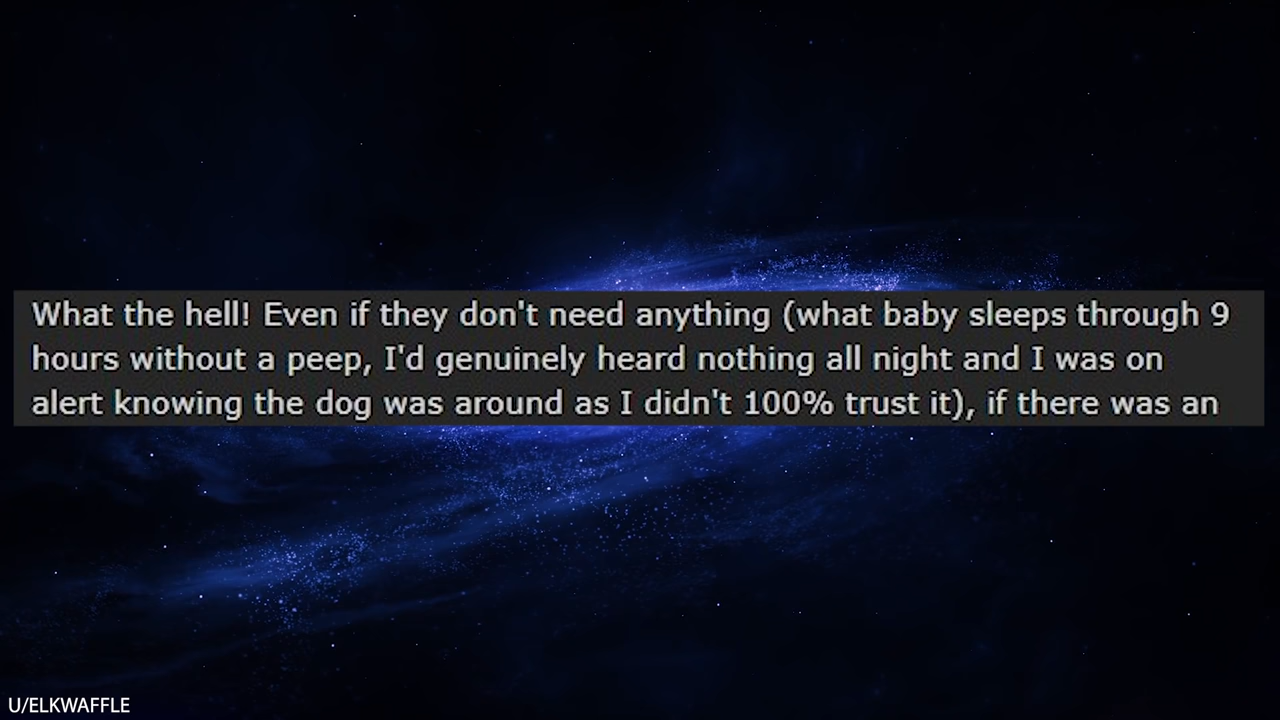 What the hell! Even if they don't need anything (what baby sleeps through 9
hours without a peep, I'd genuinely heard nothing all night and I was on
alert knowing the dog was around as I didn't 100% trust it), if there was an
U/ELKWAFFLE